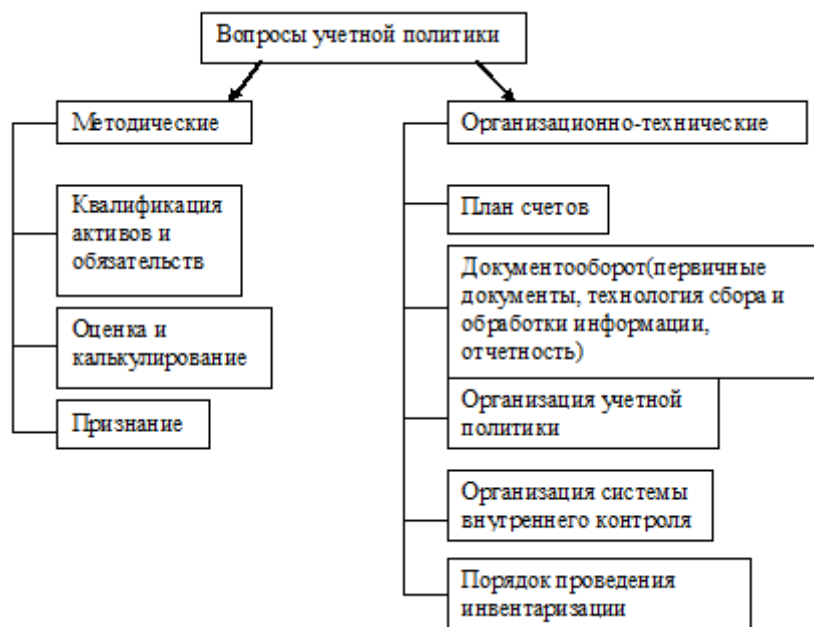 Вопросы учетной политики
Методические
Квалификация
активов и
обязательств
Оценка и
калькулирование
Признание
Организационно-технические
План счетов
Документооборот(первичные
документы, технология сбора и
обработки информации,
отчетность)
Организация учетной
политики
Организация системы
внутреннего контроля
Порядок проведения
инвентаризации